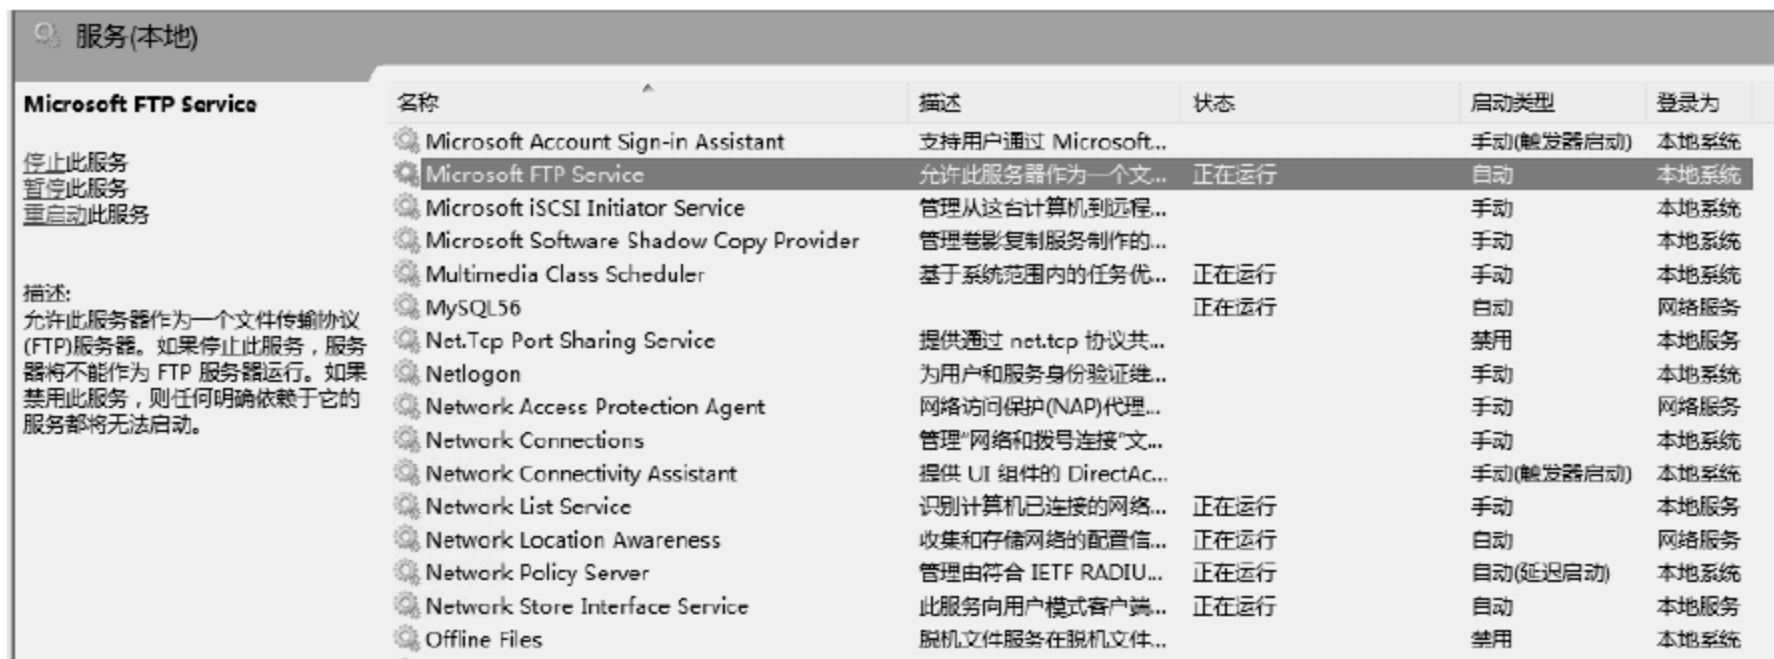 服务(本地)
Microsoft FTP Service
停止此服务
暂停此服务
重启动此服务
描述:
允许此服务器作为一个文件传输协议
(FTP)服务器。如果停止此服务，服务
器将不能作为 FTP 服务器运行。如果
禁用此服务，则任何明确依赖于它的
服务都将无法启动。
名称 描述 状态 启动类型 登录为
Microsoft Account Sign-in Assistant 支持用户通过 Microsoft... 手动(触发器启动) 本地系统
Microsoft FTP Service 允许此服务器作为一个文... 正在运行 自动 本地系统
Microsoft iSCSI Initiator Service 管理从这台计算机到远程... 手动 本地系统
Microsoft Software Shadow Copy Provider 管理卷影复制服务制作的... 手动 本地系统
Multimedia Class Scheduler 基于系统范围内的任务优... 正在运行 手动 本地系统
MySQL56 正在运行 自动 网络服务
Net.Tcp Port Sharing Service 提供通过 net.tcp 协议共... 禁用 本地服务
Netlogon 为用户和服务身份验证维... 手动 本地系统
Network Access Protection Agent 网络访问保护(NAP)代理... 手动 网络服务
Network Connections 管理"网络和拨号连接"文... 手动 本地系统
Network Connectivity Assistant 提供 UI 组件的 DirectAc... 手动(触发器启动) 本地系统
Network List Service 识别计算机已连接的网络... 正在运行 手动 本地服务
Network Location Awareness 收集和存储网络的配置信... 正在运行 自动 网络服务
Network Policy Server 管理由符合 IETF RADIU... 正在运行 自动(延迟启动) 本地系统
Network Store Interface Service 此服务向用户模式客户端... 正在运行 自动 本地服务
Offline Files 脱机文件服务在脱机文件... 禁用 本地系统